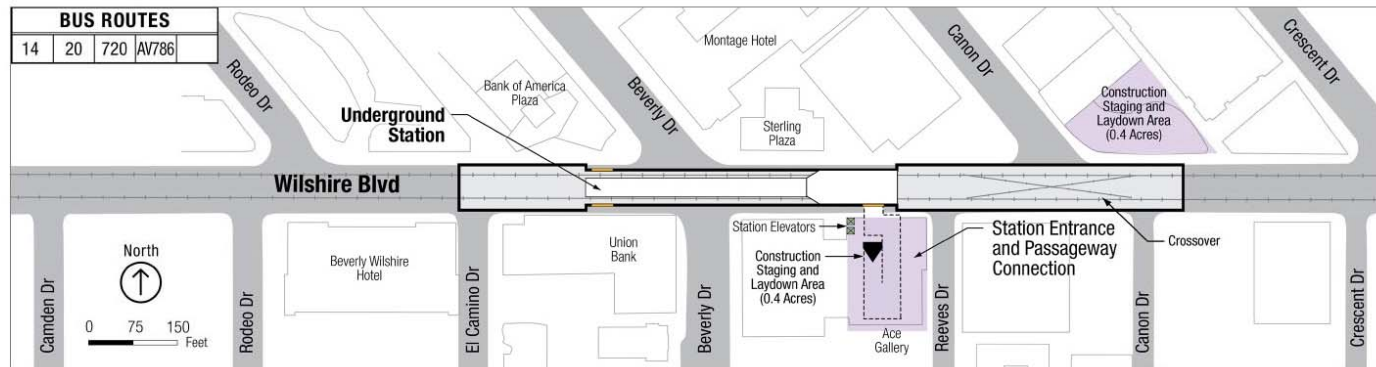 BUS ROUTES
14 20 720 AV786
Rodeo Dr
Bank of America
Plaza
Underground
Station
Beverly Dr
Montage Hotel
Sterling
Plaza
Canon Dr
Construction
Staging and
Laydown Area
(0.4 Acres)
Crescent Dr
Wilshire Blvd
North
0 75 150
Feet
Camden Dr
Rodeo Dr
Beverly Wilshire
Hotel
El Camino Dr
Union
Bank
Beverly Dr
Station Elevators
Construction
Staging and
Laydown Area
(0.4 Acres)
Ace
Gallery
Reeves Dr
Station Entrance
and Passageway
Connection
Crossover
Canon Dr
Crescent Dr